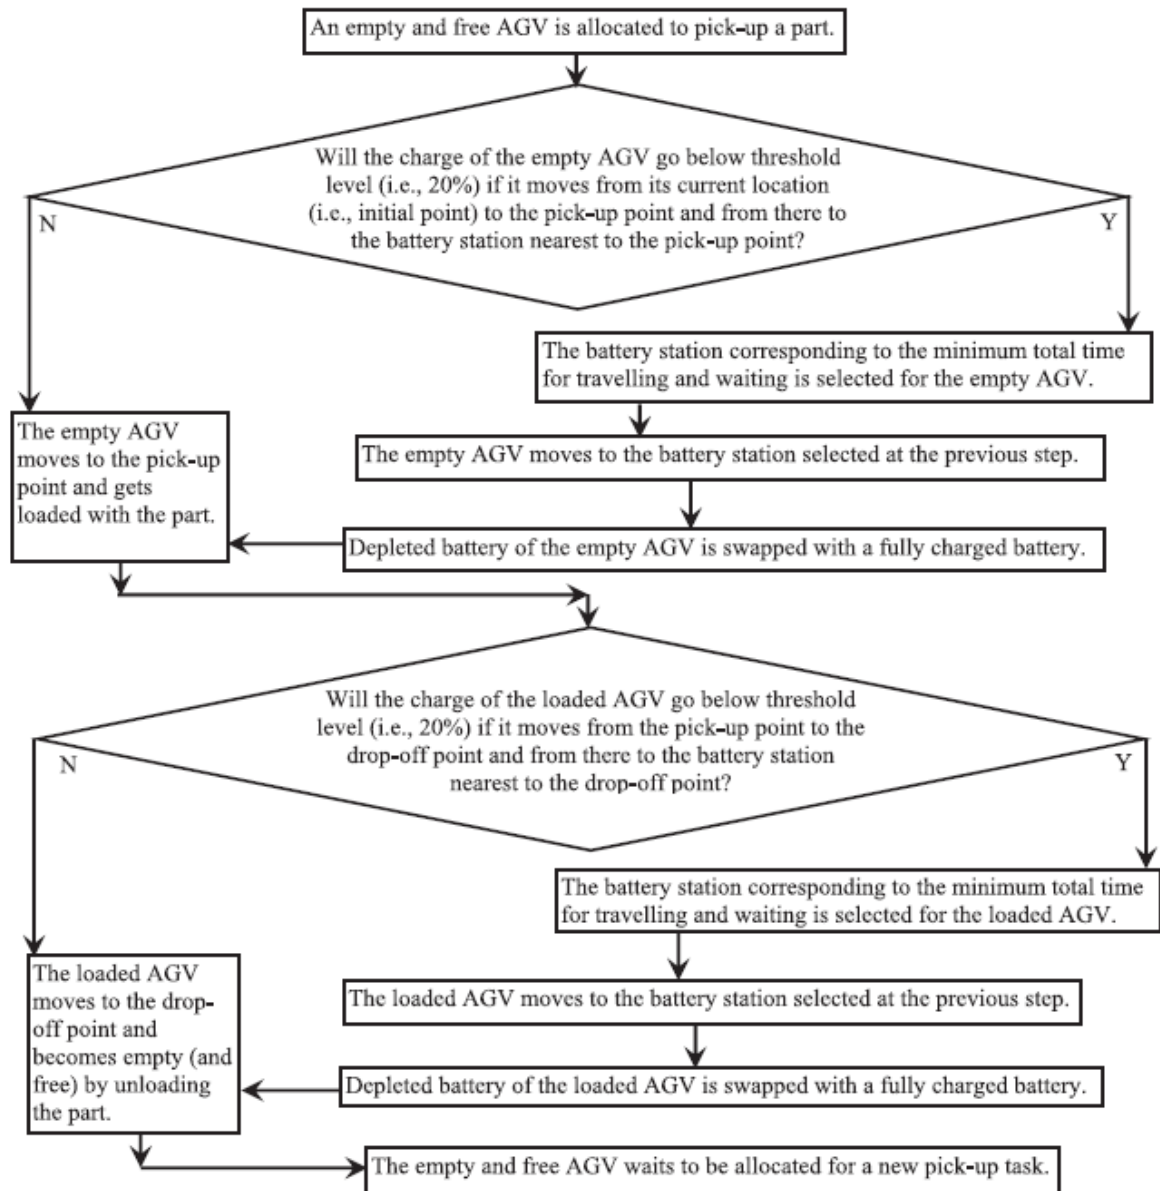 An empty and free AGV is allocated to pick-up a part.
Will the charge of the empty AGV go below threshold
level (i.e., 20%) if it moves from its current location
(i.e., initial point) to the pick-up point and from there to
the battery station nearest to the pick-up point?
N
Y
The battery station corresponding to the minimum total time
for travelling and waiting is selected for the empty AGV.
The empty AGV
moves to the pick-up
point and gets
loaded with the part.
The empty AGV moves to the battery station selected at the previous step.
Depleted battery of the empty AGV is swapped with a fully charged battery.
Will the charge of the loaded AGV go below threshold
level (i.e., 20%) if it moves from the pick-up point to the
drop-off point and from there to the battery station
nearest to the drop-off point?
N
Y
The battery station corresponding to the minimum total time
for travelling and waiting is selected for the loaded AGV.
The loaded AGV
moves to the drop-
off point and
becomes empty (and
free) by unloading
the part.
The loaded AGV moves to the battery station selected at the previous step.
Depleted battery of the loaded AGV is swapped with a fully charged battery.
The empty and free AGV waits to be allocated for a new pick-up task.